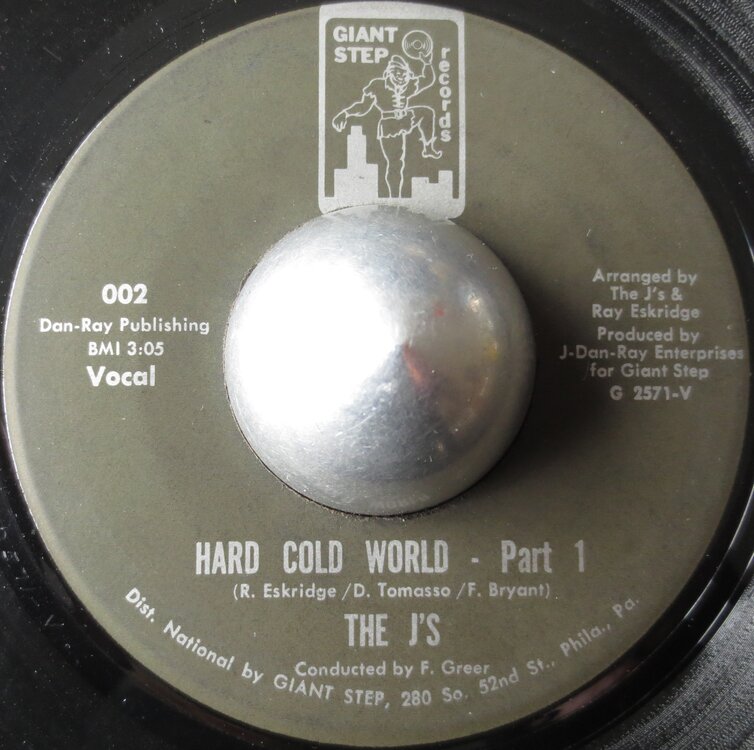 GIANT
STEP
records
002
Dan-Ray Publishing
BMI 3:05
Vocal
Arranged by
The J's &
Ray Eskridge
Produced by
J-Dan-Ray Enterprises
for Giant Step
G 2571-V
HARD COLD WORLD - Part 1
(R. Eskridge /D. Tomasso /F. Bryant)
THE J'S
Conducted by F. Greer
Dist. National by GIANT STEP, 280 So. 52nd St., Phila., Pa.